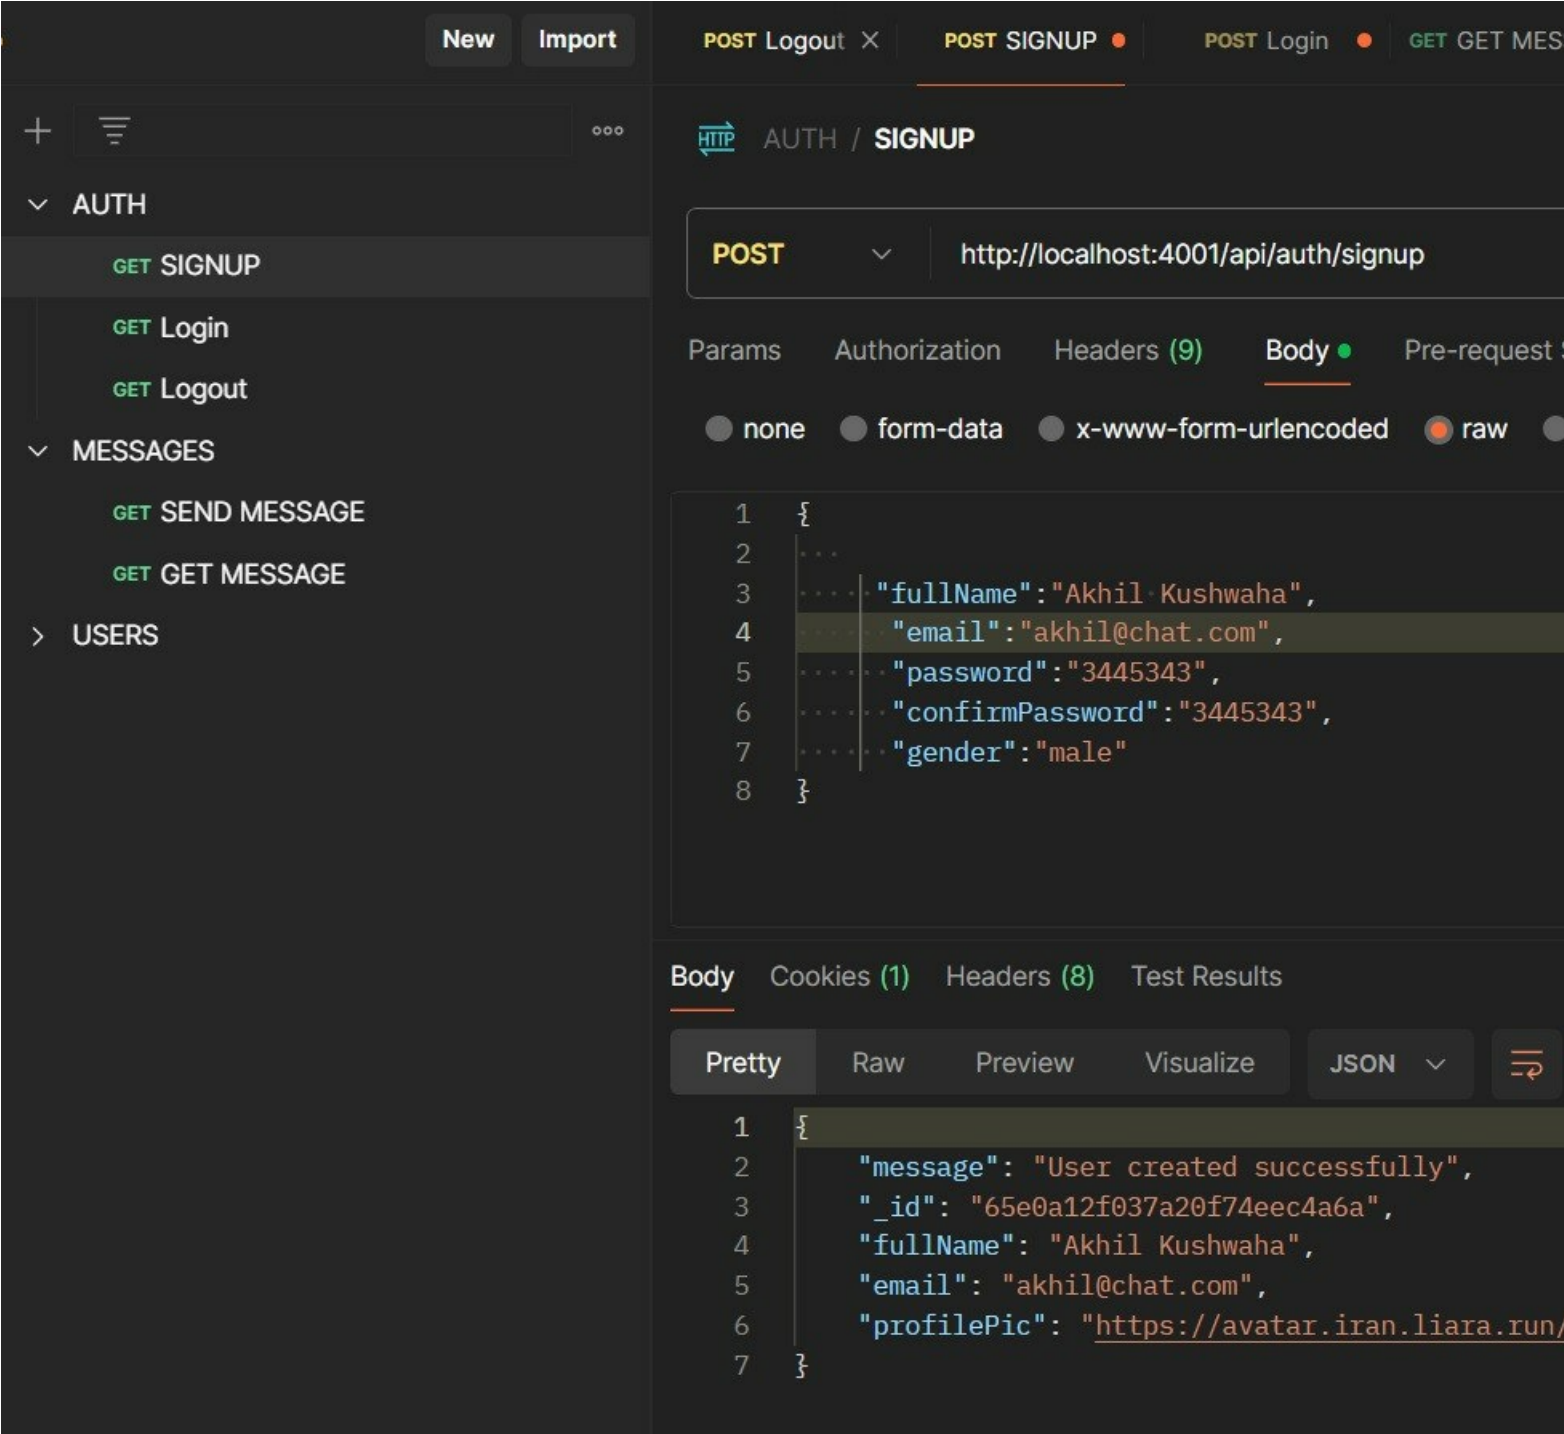 New Import
AUTH
GET SIGNUP
GET Login
GET Logout
MESSAGES
GET SEND MESSAGE
GET GET MESSAGE
USERS
POST Logout POST SIGNUP POST Login GET GET MES
HTTP AUTH / SIGNUP
POST http://localhost:4001/api/auth/signup
Params Authorization Headers (9) Body Pre-request
none form-data x-www-form-urlencoded raw
1 {
2
3 "fullName":"Akhil Kushwaha",
4 "email":"akhil@chat.com",
5 "password":"3445343",
6 "confirmPassword":"3445343",
7 "gender":"male"
8 }
Body Cookies (1) Headers (8) Test Results
Pretty Raw Preview Visualize JSON
1 {
2 "message": "User created successfully",
3 "_id": "65e0a12f037a20f74eec4a6a",
4 "fullName": "Akhil Kushwaha",
5 "email": "akhil@chat.com",
6 "profilePic": "https://avatar.iran.liara.run/
7 }